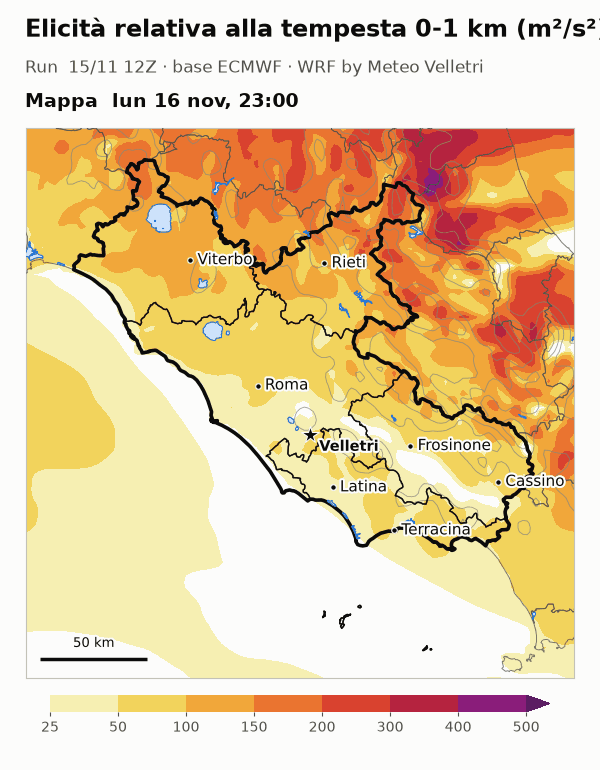 Elicità relativa alla tempesta 0-1 km (m²/s²)
Run 15/11 12Z · base ECMWF · WRF by Meteo Velletri
Mappa lun 16 nov, 23:00
Viterbo
Rieti
Roma
Velletri
Frosinone
Cassino
Latina
Terracina
50 km
25 50 100 150 200 300 400 500